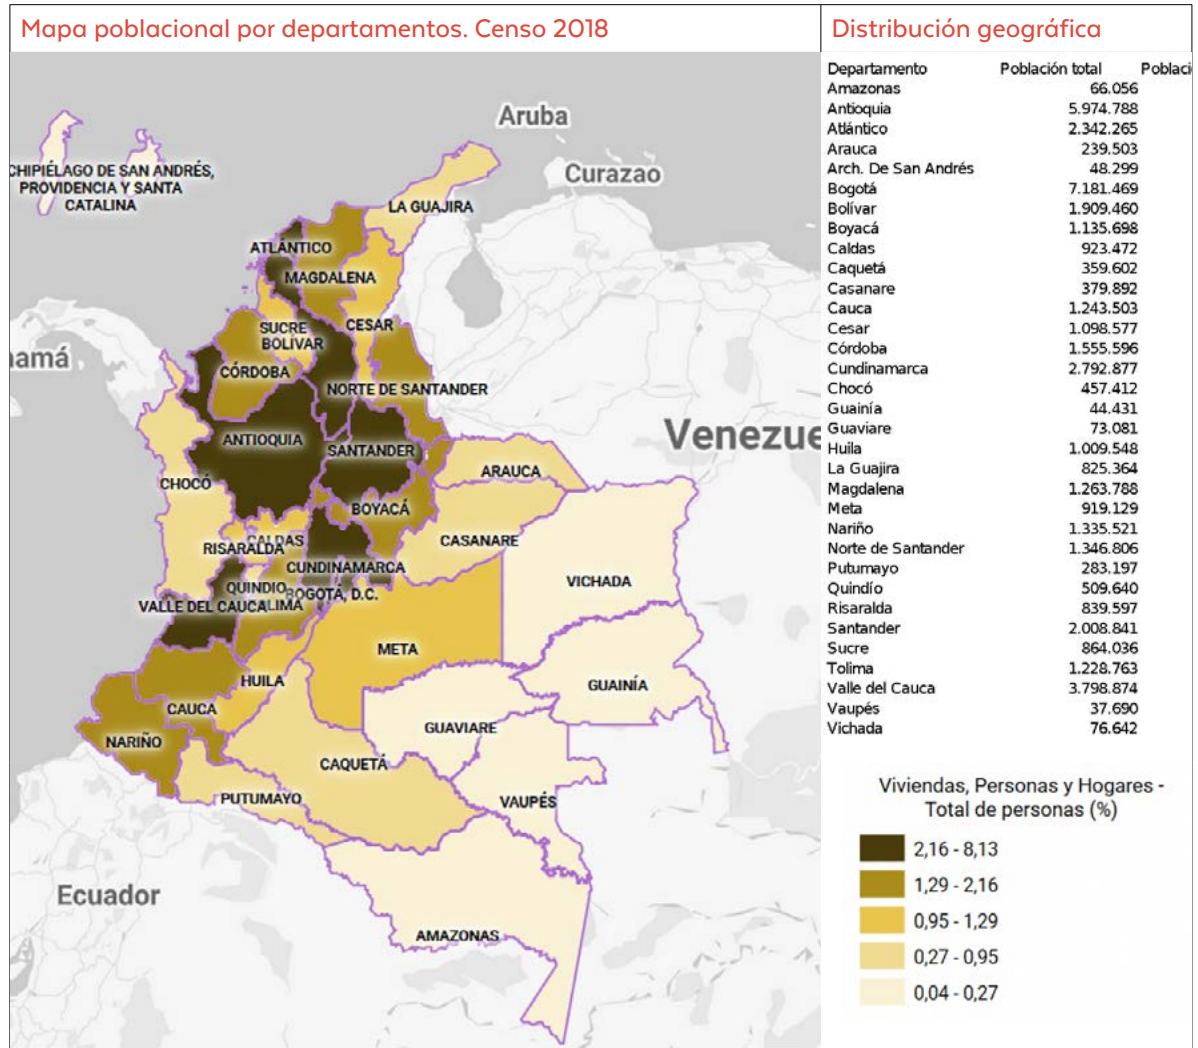 Mapa poblacional por departamentos. Censo 2018
Aruba
Curazao
CHIPIÉLAGO DE SAN ANDRÉS,
PROVIDENCIA Y SANTA
CATALINA
LA GUAJIRA
ATLÁNTICO
MAGDALENA
SUCRE
CESAR
BOLÍVAR
namá
CÓRDOBA
NORTE DE SANTANDER
Venezue
ANTIOQUIA
SANTANDER
ARAUCA
CHOCÓ
BOYACÁ
CASANARE
CALDAS
RISARALDA
CUNDINAMARCA
VICHADA
QUINDIO
BOGOTÁ, D.C.
VALLE DEL CAUCA
LIMA
META
HUILA
GUAINÍA
CAUCA
GUAVIARE
NARIÑO
CAQUETÁ
PUTUMAYO
VAUPÉS
Ecuador
AMAZONAS
Distribución geográfica
Departamento Población total Poblaci
Amazonas 66.056
Antioquia 5.974.788
Atlántico 2.342.265
Arauca 239.503
Arch. De San Andrés 48.299
Bogotá 7.181.469
Bolívar 1.909.460
Boyacá 1.135.698
Caldas 923.472
Caquetá 359.602
Casanare 379.892
Cauca 1.243.503
Cesar 1.098.577
Córdoba 1.555.596
Cundinamarca 2.792.877
Chocó 457.412
Guainía 44.431
Guaviare 73.081
Huila 1.009.548
La Guajira 825.364
Magdalena 1.263.788
Meta 919.129
Nariño 1.335.521
Norte de Santander 1.346.806
Putumayo 283.197
Quindío 509.640
Risaralda 839.597
Santander 2.008.841
Sucre 864.036
Tolima 1.228.763
Valle del Cauca 3.798.874
Vaupés 37.690
Vichada 76.642
Viviendas, Personas y Hogares -
Total de personas (%)
2,16 - 8,13
1,29 - 2,16
0,95 - 1,29
0,27 - 0,95
0,04 - 0,27